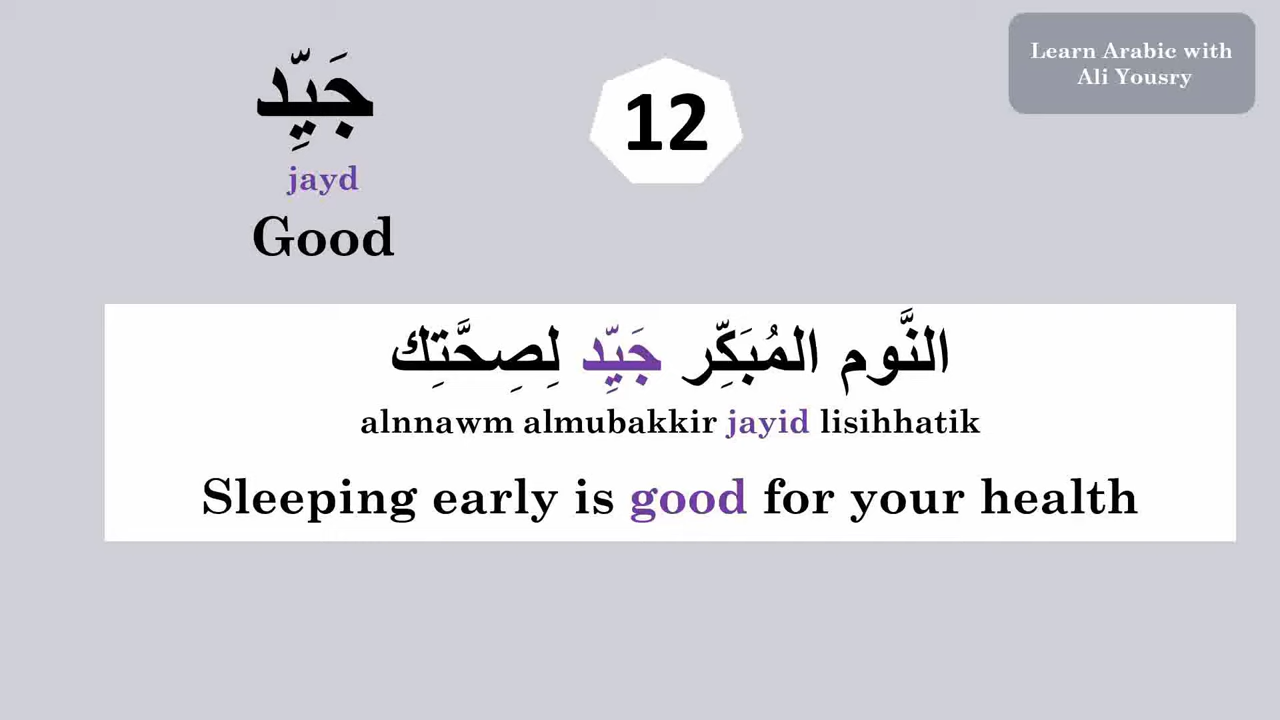 جَيِّد
jayd
Good
12
Learn Arabic with
Ali Yousry
النَّوم المُبَكِّر جَيِّد لِصِحَّتِك
alnnawm almubakkir jayid lisihhatik
Sleeping early is good for your health